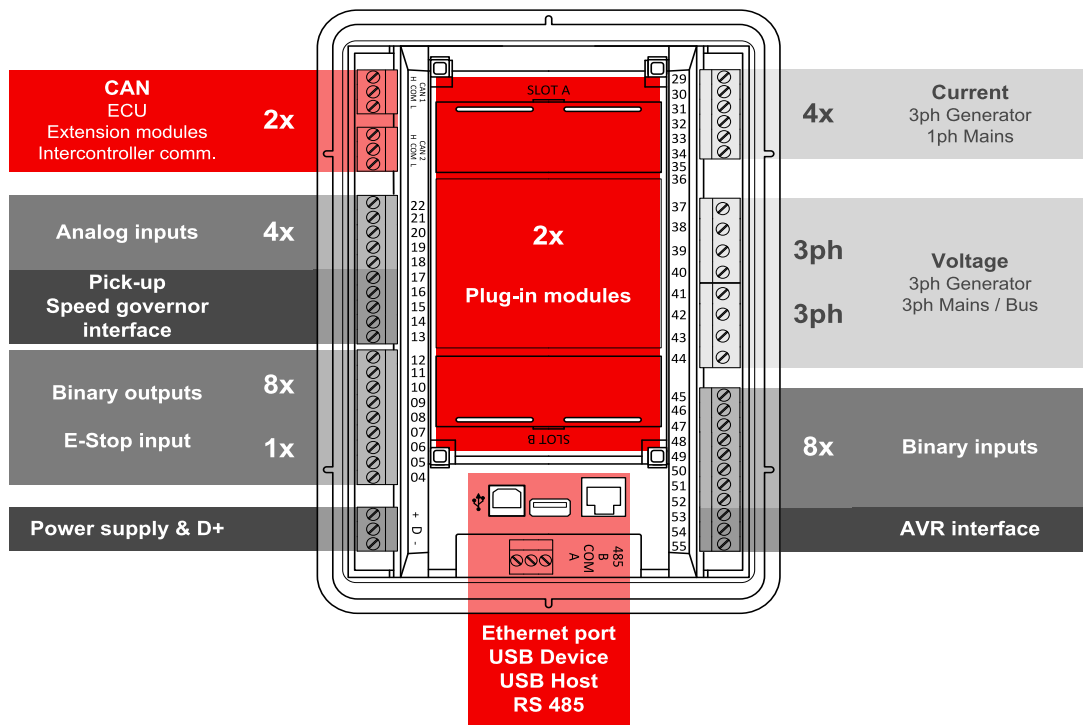 CAN
ECU
Extension modules
Intercontroller comm.
2x
Analog inputs
4x
Pick-up
Speed governor
interface
Binary outputs
8x
E-Stop input
1x
Power supply & D+
CAN 1
H COM L
CAN 2
H COM L
22
21
20
19
18
17
16
15
14
13
12
11
10
09
08
07
06
05
04
+
D
-
SLOT A
2x
Plug-in modules
SLOT B
485
B
COM
A
Ethernet port
USB Device
USB Host
RS 485
29
30
31
32
33
34
35
36
37
38
39
40
41
42
43
44
45
46
47
48
49
50
51
52
53
54
55
4x
Current
3ph Generator
1ph Mains
3ph
3ph
Voltage
3ph Generator
3ph Mains / Bus
8x
Binary inputs
AVR interface